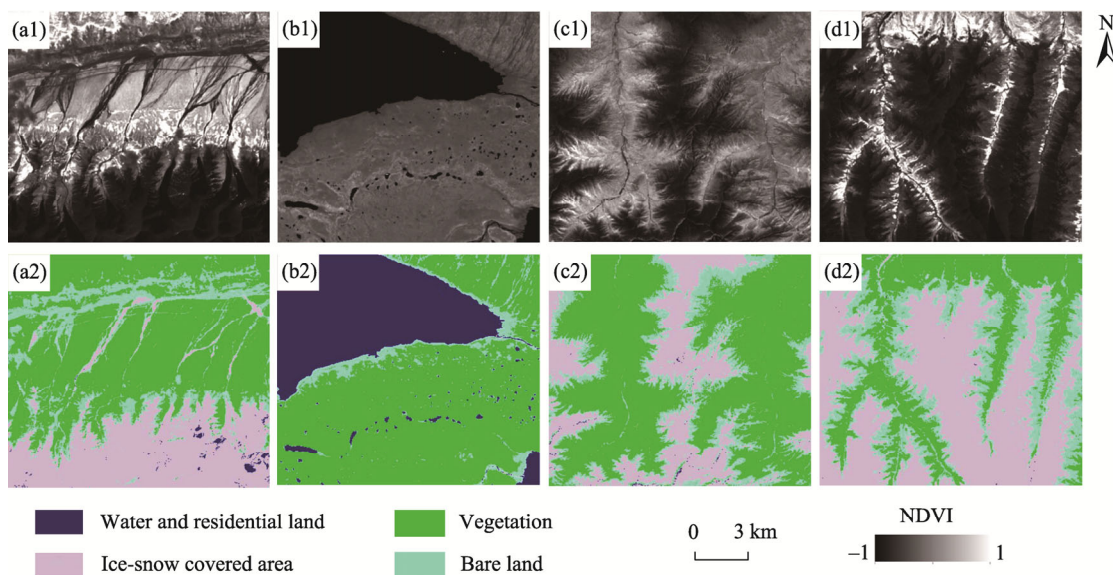 (a1)
(b1)
(c1)
(d1)
N
(a2)
(b2)
(c2)
(d2)
Water and residential land
Vegetation
0 3 km
NDVI
Ice-snow covered area
Bare land
−1 1